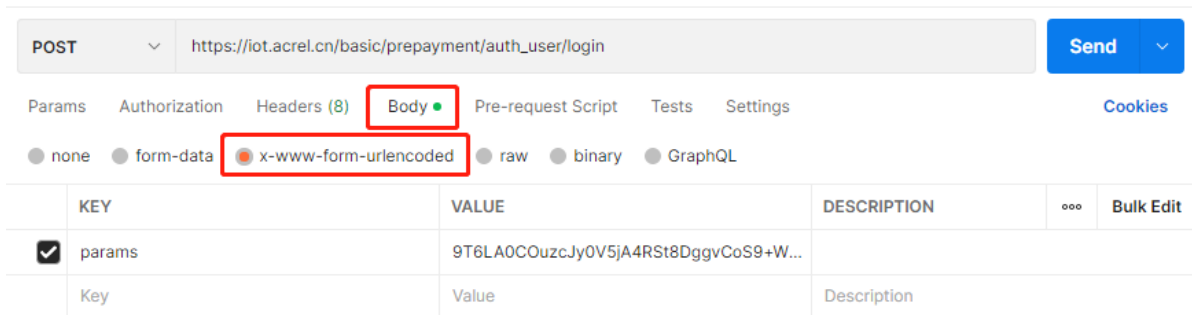 POST https://iot.acrel.cn/basic/prepayment/auth_user/login Send
Params Authorization Headers (8) Body Pre-request Script Tests Settings Cookies
none form-data x-www-form-urlencoded raw binary GraphQL
KEY VALUE DESCRIPTION ooo Bulk Edit
params 9T6LA0COuzcJy0V5jA4RSt8DggvCoS9+W...
Key Value Description